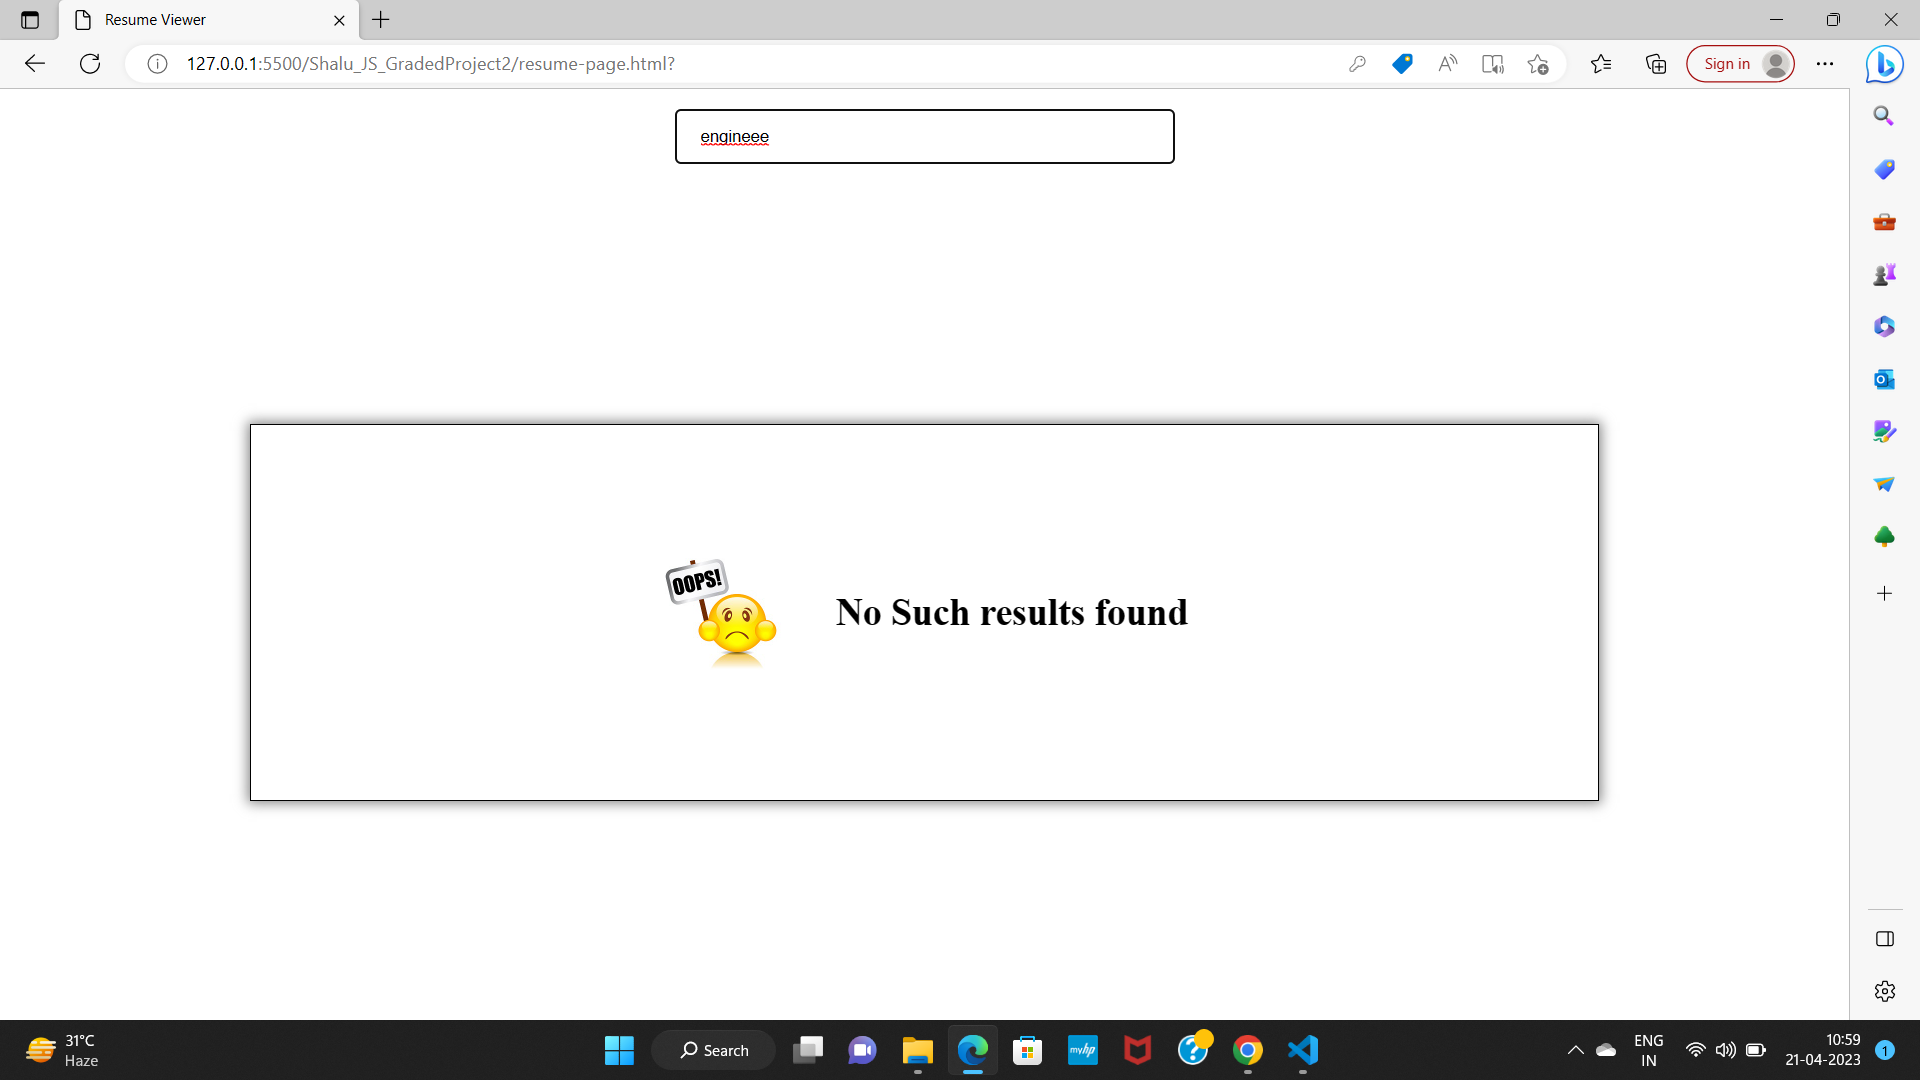 Resume Viewer
127.0.0.1:5500/Shalu_JS_GradedProject2/resume-page.html?
Sign in
engineee
OOPS!
No Such results found
31°C
Haze
Search
myhp
ENG
IN
10:59
21-04-2023
1